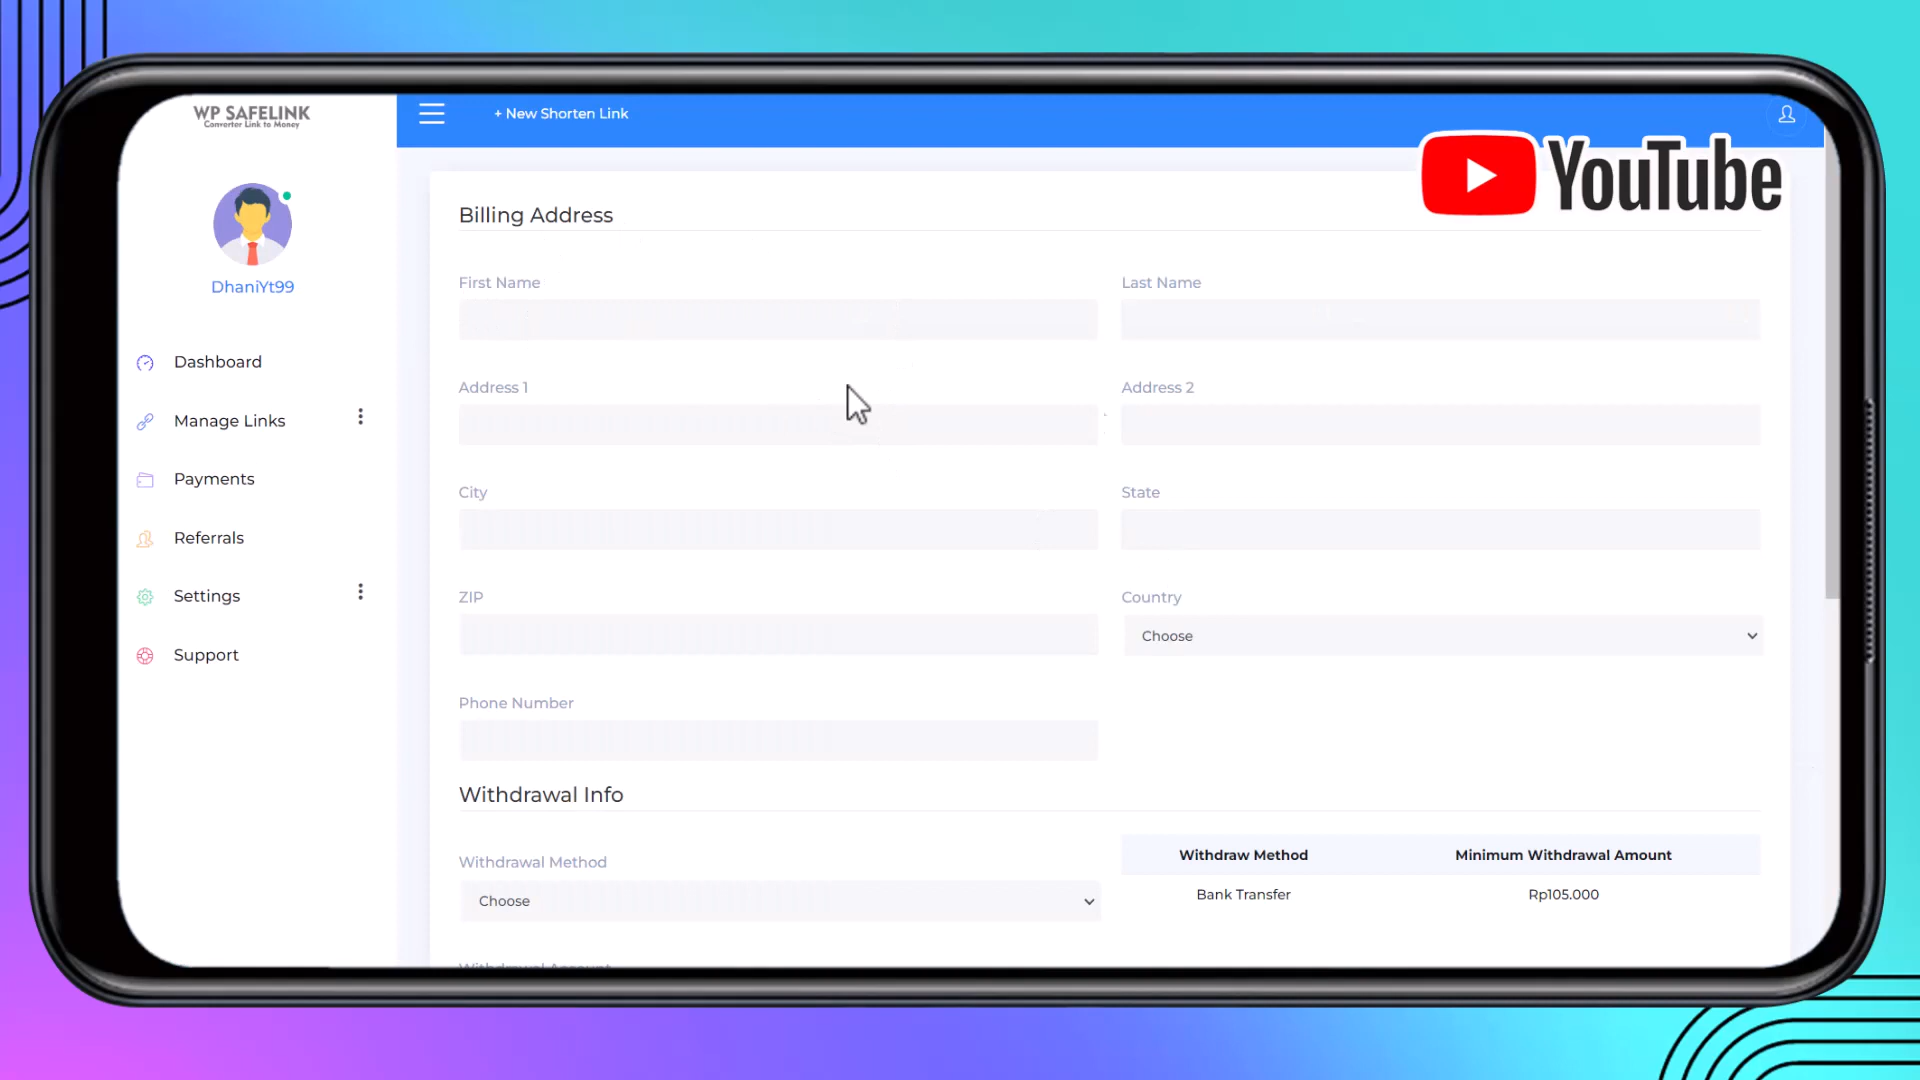 WP SAFELINK
Converter Link to Money
+ New Shorten Link
YouTube
DhaniYt99
Dashboard
Manage Links
Payments
Referrals
Settings
Support
Billing Address
First Name
Last Name
Address 1
Address 2
City
State
ZIP
Country
Choose
Phone Number
Withdrawal Info
Withdrawal Method
Choose
Withdraw Method
Minimum Withdrawal Amount
Bank Transfer
Rp105.000
Withdrawal Account